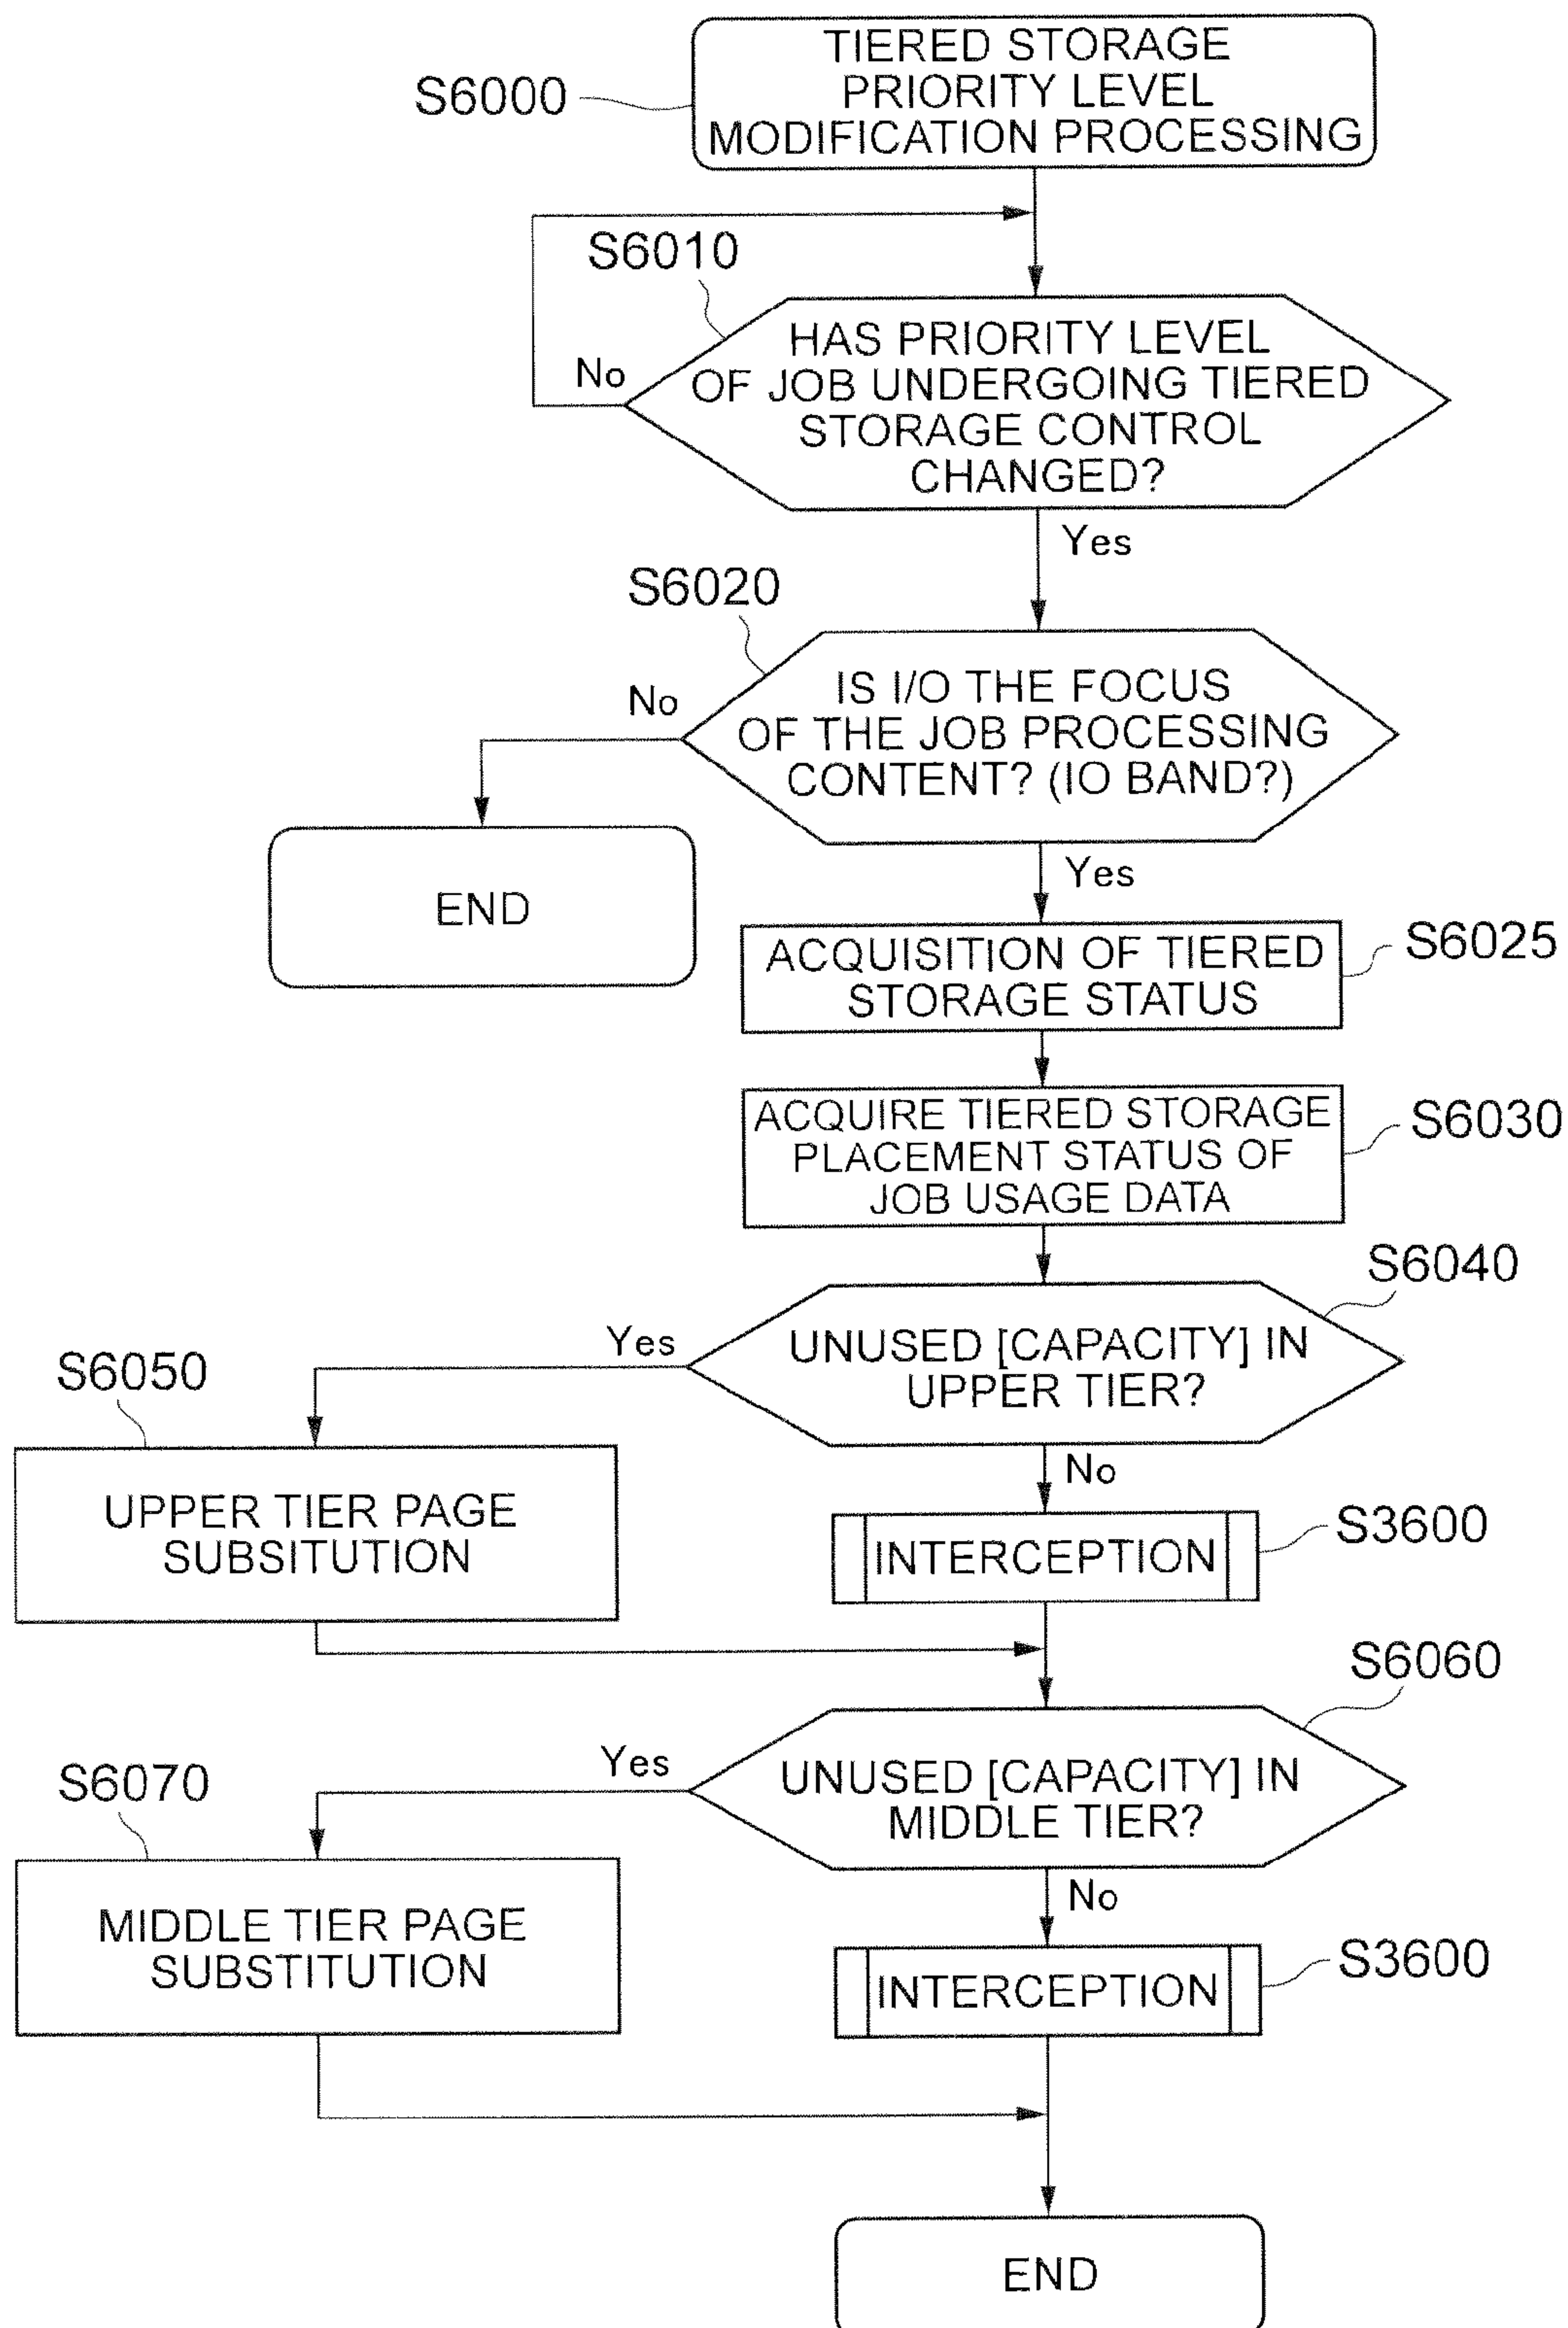 TIERED STORAGE
PRIORITY LEVEL
MODIFICATION PROCESSING
S6000
S6010
No
HAS PRIORITY LEVEL
OF JOB UNDERGOING TIERED
STORAGE CONTROL
CHANGED?
Yes
S6020
No
IS I/O THE FOCUS
OF THE JOB PROCESSING
CONTENT? (IO BAND?)
END
Yes
ACQUISITION OF TIERED
STORAGE STATUS
S6025
ACQUIRE TIERED STORAGE
PLACEMENT STATUS OF
JOB USAGE DATA
S6030
S6040
Yes
UNUSED [CAPACITY] IN
UPPER TIER?
S6050
No
UPPER TIER PAGE
SUBSITUTION
INTERCEPTION
S3600
S6060
Yes
UNUSED [CAPACITY] IN
MIDDLE TIER?
S6070
No
MIDDLE TIER PAGE
SUBSTITUTION
INTERCEPTION
S3600
END